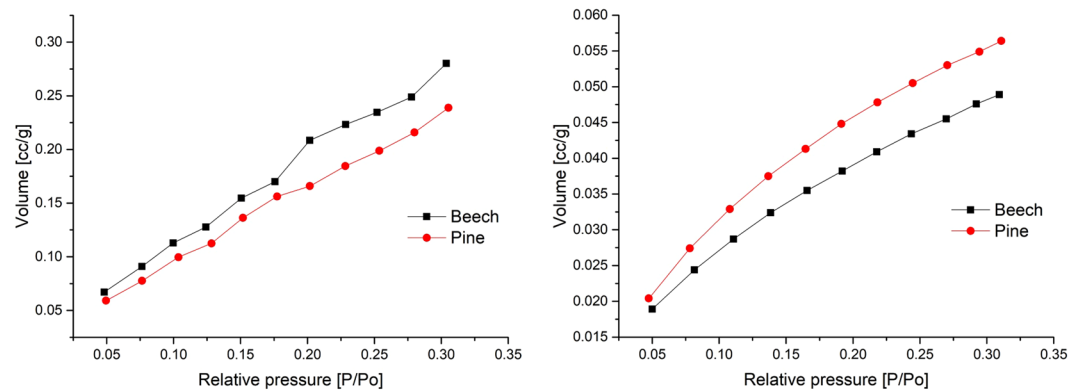 0.30
0.25
0.20
0.15
0.10
0.05
Volume [cc/g]
Beech
Pine
0.05 0.10 0.15 0.20 0.25 0.30 0.35
Relative pressure [P/Po]
0.060
0.055
0.050
0.045
0.040
0.035
0.030
0.025
0.020
0.015
Volume [cc/g]
Beech
Pine
0.00 0.05 0.10 0.15 0.20 0.25 0.30 0.35
Relative pressure [P/Po]